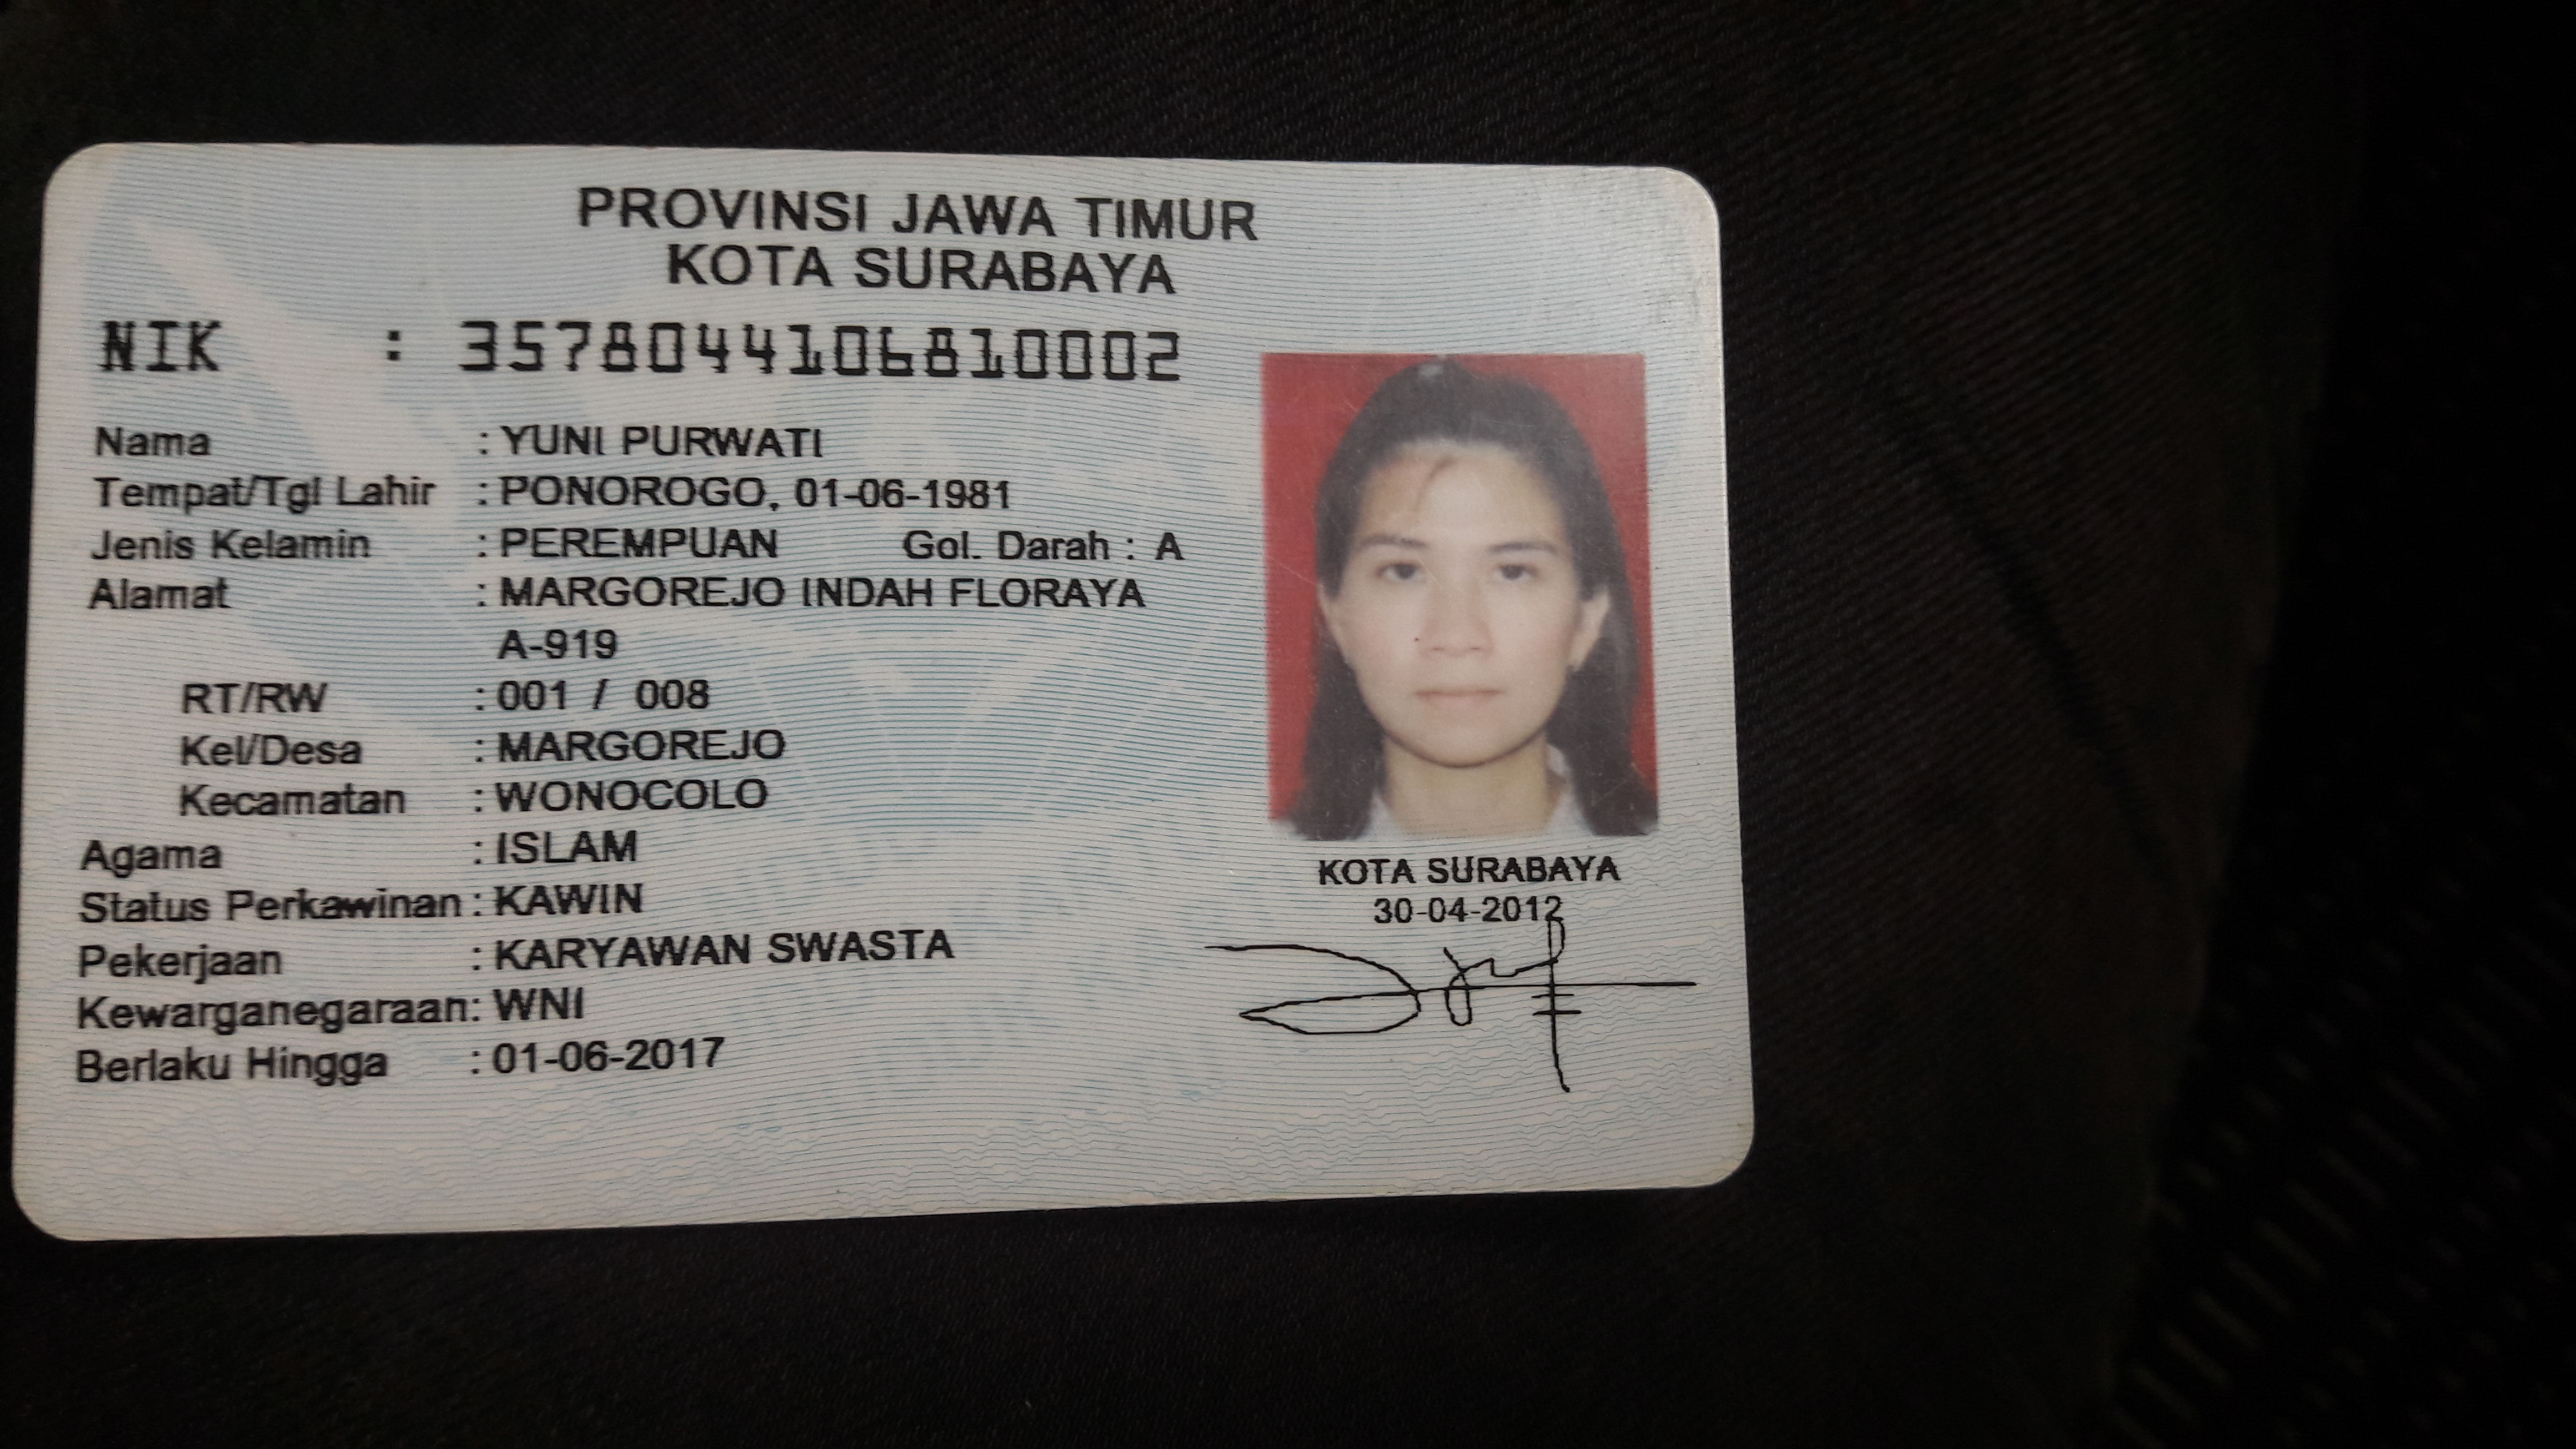 PROVINSI JAWA TIMUR
KOTA SURABAYA
NIK : 3578044106810002
Nama : YUNI PURWATI
Tempat/Tgl Lahir : PONOROGO, 01-06-1981
Jenis Kelamin : PEREMPUAN Gol. Darah : A
Alamat : MARGOREJO INDAH FLORAYA
A-919
RT/RW : 001 / 008
Kel/Desa : MARGOREJO
Kecamatan : WONOCOLO
Agama : ISLAM
Status Perkawinan : KAWIN
Pekerjaan : KARYAWAN SWASTA
Kewarganegaraan: WNI
Berlaku Hingga : 01-06-2017
KOTA SURABAYA
30-04-2012